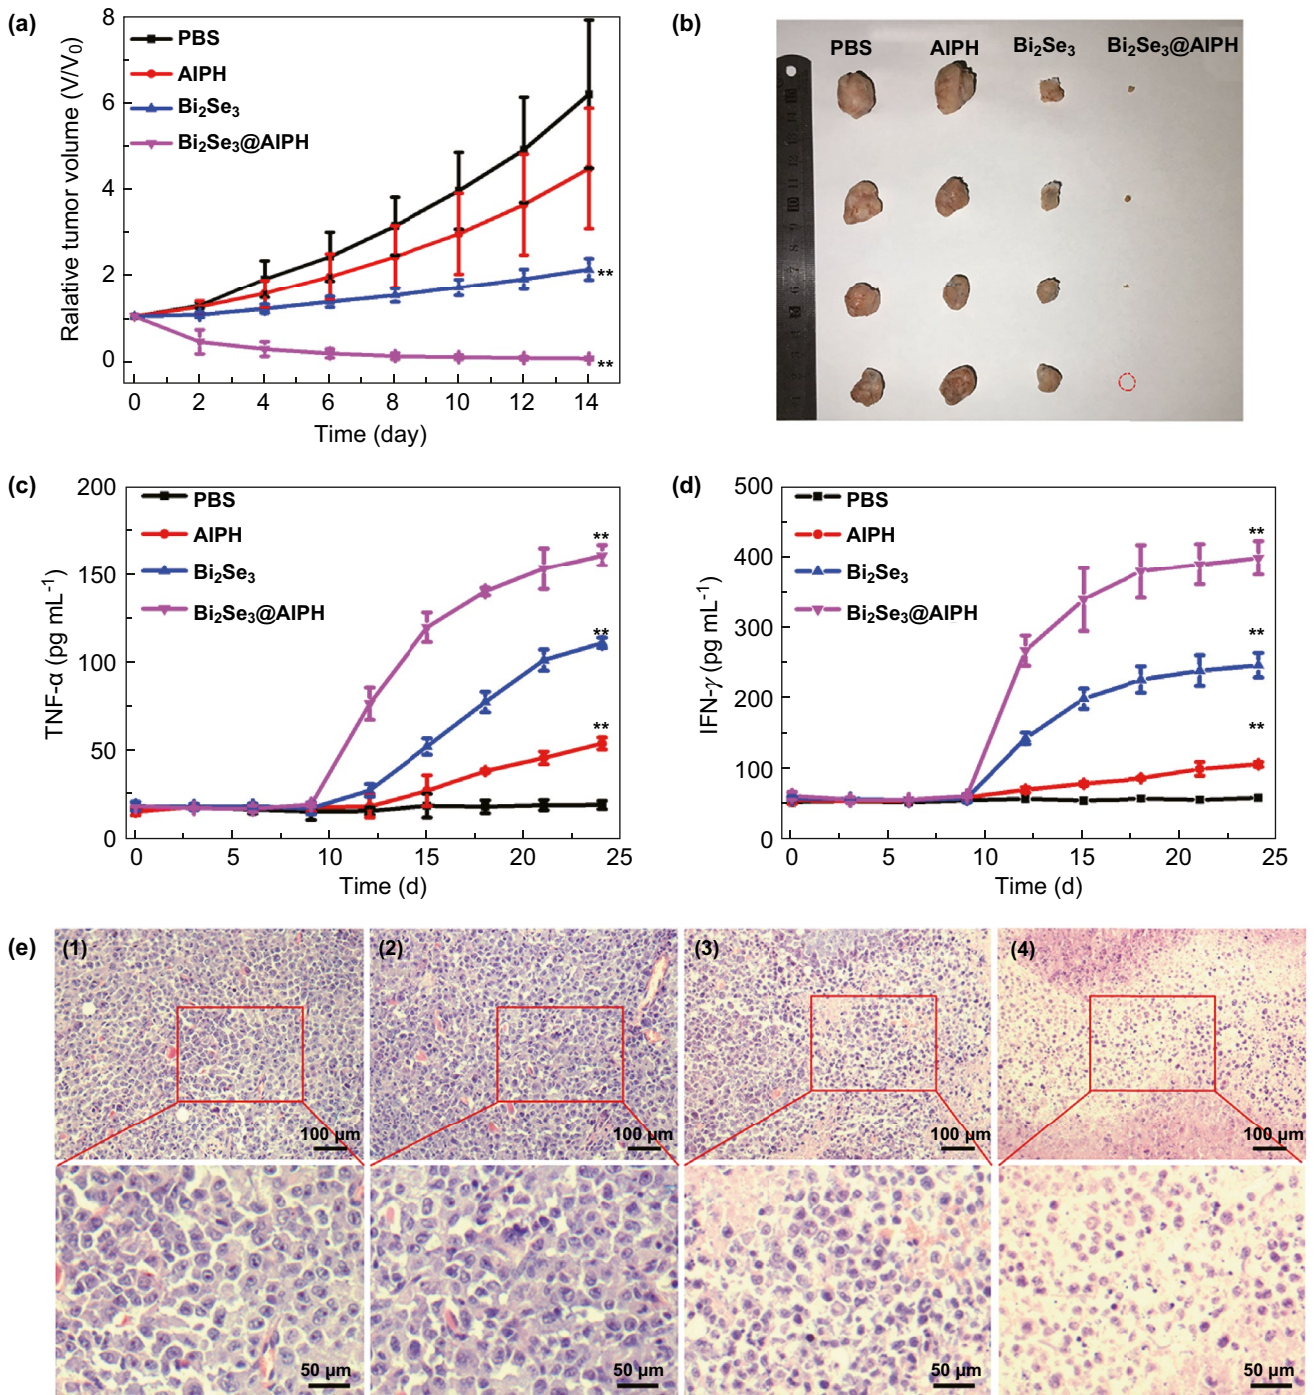 (a)
8
6
4
2
0
Ralative tumor volume (V/V₀)
PBS
AIPH
Bi₂Se₃
Bi₂Se₃@AIPH
**
**
0 2 4 6 8 10 12 14
Time (day)
(b)
PBS AIPH Bi₂Se₃ Bi₂Se₃@AIPH
(c)
200
150
100
50
0
TNF-α (pg mL⁻¹)
PBS
AIPH
Bi₂Se₃
Bi₂Se₃@AIPH
**
**
**
0 5 10 15 20 25
Time (d)
(d)
500
400
300
200
100
0
IFN-γ (pg mL⁻¹)
PBS
AIPH
Bi₂Se₃
Bi₂Se₃@AIPH
**
**
**
0 5 10 15 20 25
Time (d)
(e)
(1) (2) (3) (4)
100 µm 100 µm 100 µm 100 µm
50 µm 50 µm 50 µm 50 µm